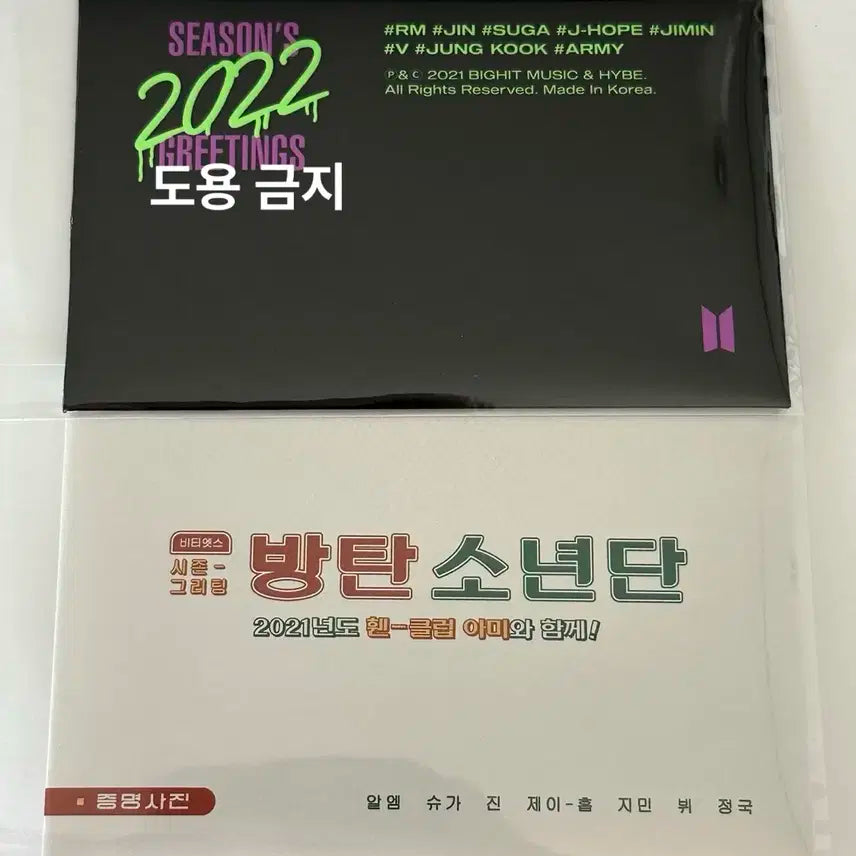 SEASON'S
2022
GREETINGS
#RM #JIN #SUGA #J-HOPE #JIMIN
#V #JUNG KOOK #ARMY
Ⓟ & Ⓒ 2021 BIGHIT MUSIC & HYBE.
All Rights Reserved. Made In Korea.
도용 금지
비티엣스
시즌-
그리팅
방탄소년단
2021년도 휀-클럽 아미와 함께!
증명사진
알엠 슈가 진 제이-홉 지민 뷔 정국